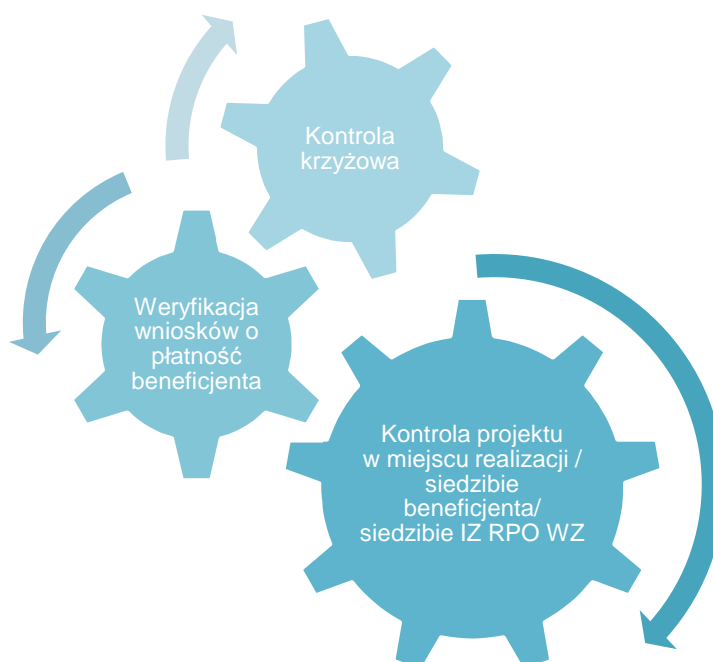 Kontrola
krzyżowa
Weryfikacja
wniosków o
płatność
beneficjenta
Kontrola projektu
w miejscu realizacji /
siedzibie
beneficjenta/
siedzibie IZ RPO WZ